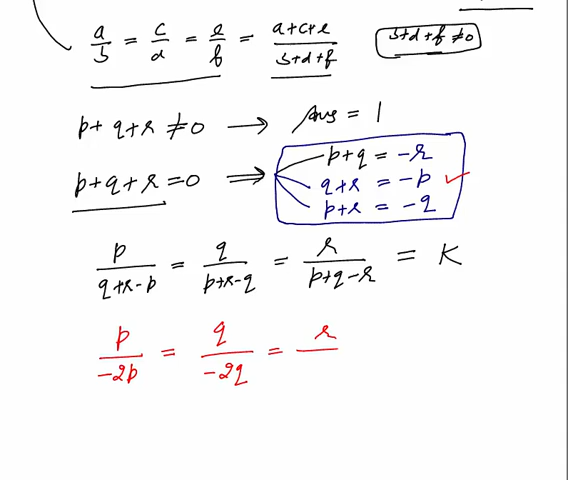 a/b = c/d = e/f = a+c+e/b+d+f b+d+f ≠0
p+q+r ≠0 → Ans = 1
p+q+r =0 ⇒ p+q = -r
q+r = -p ✓
p+r = -q
p/q+r-p = q/p+r-q = r/p+q-r = K
p/-2p = q/-2q = r/